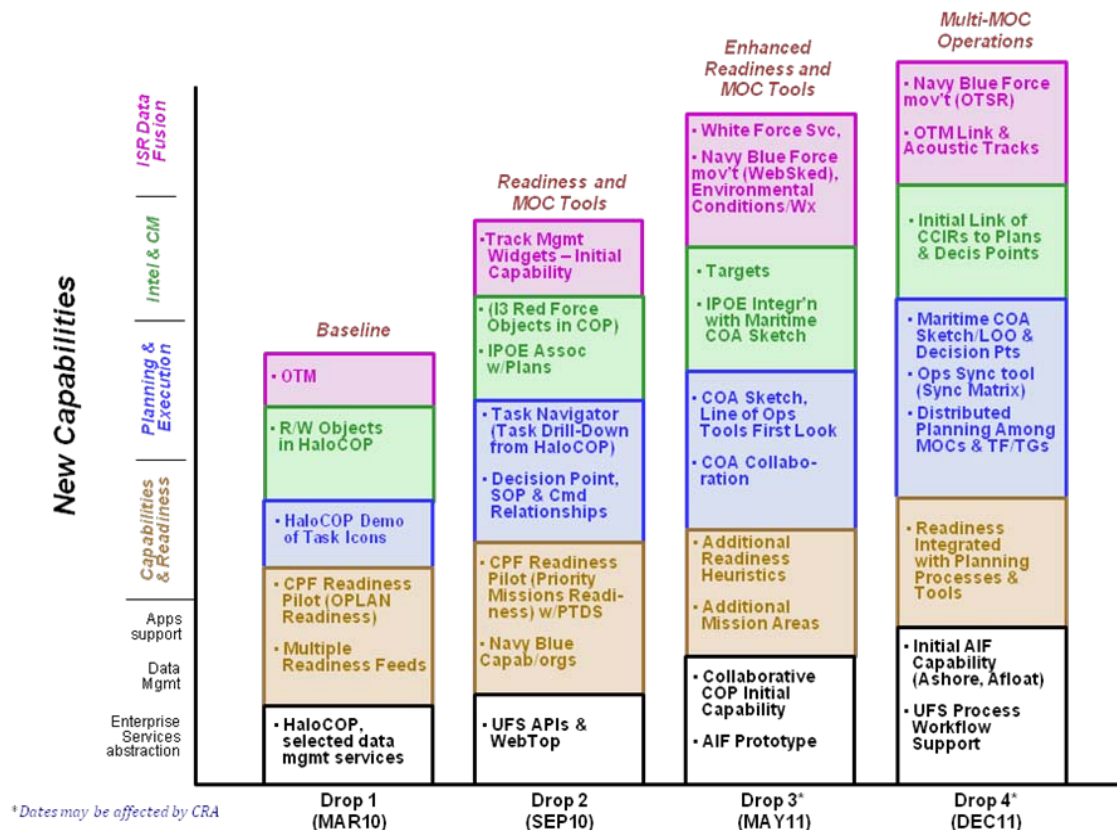 New Capabilities
ISR Data
Fusion
Intel & CM
Planning &
Execution
Capabilities
& Readiness
Apps
support
Data
Mgmt
Enterprise
Services
abstraction
Baseline
• OTM
• R/W Objects
in HaloCOP
• HaloCOP Demo
of Task Icons
• CPF Readiness
Pilot (OPLAN
Readiness)
• Multiple
Readiness Feeds
• HaloCOP,
selected data
mgmt services
Drop 1
(MAR10)
Readiness and
MOC Tools
•Track Mgmt
Widgets – Initial
Capability
• (I3 Red Force
Objects in COP)
• IPOE Assoc
w/Plans
• Task Navigator
(Task Drill-Down
from HaloCOP)
• Decision Point,
SOP & Cmd
Relationships
• CPF Readiness
Pilot (Priority
Missions Readi-
ness) w/PTDS
• Navy Blue
Capab/orgs
• UFS APIs &
WebTop
Drop 2
(SEP10)
Enhanced
Readiness and
MOC Tools
• White Force Svc,
• Navy Blue Force
mov't (WebSked),
Environmental
Conditions/Wx
• Targets
• IPOE Integr'n
with Maritime
COA Sketch
• COA Sketch,
Line of Ops
Tools First Look
• COA Collabo-
ration
• Additional
Readiness
Heuristics
• Additional
Mission Areas
• Collaborative
COP Initial
Capability
• AIF Prototype
Drop 3*
(MAY11)
Multi-MOC
Operations
• Navy Blue Force
mov't (OTSR)
• OTM Link &
Acoustic Tracks
• Initial Link of
CCIRs to Plans
& Decis Points
• Maritime COA
Sketch/LOO &
Decision Pts
• Ops Sync tool
(Sync Matrix)
• Distributed
Planning Among
MOCs & TF/TGs
• Readiness
Integrated
with Planning
Processes &
Tools
• Initial AIF
Capability
(Ashore, Afloat)
• UFS Process
Workflow
Support
Drop 4*
(DEC11)
*Dates may be affected by CRA